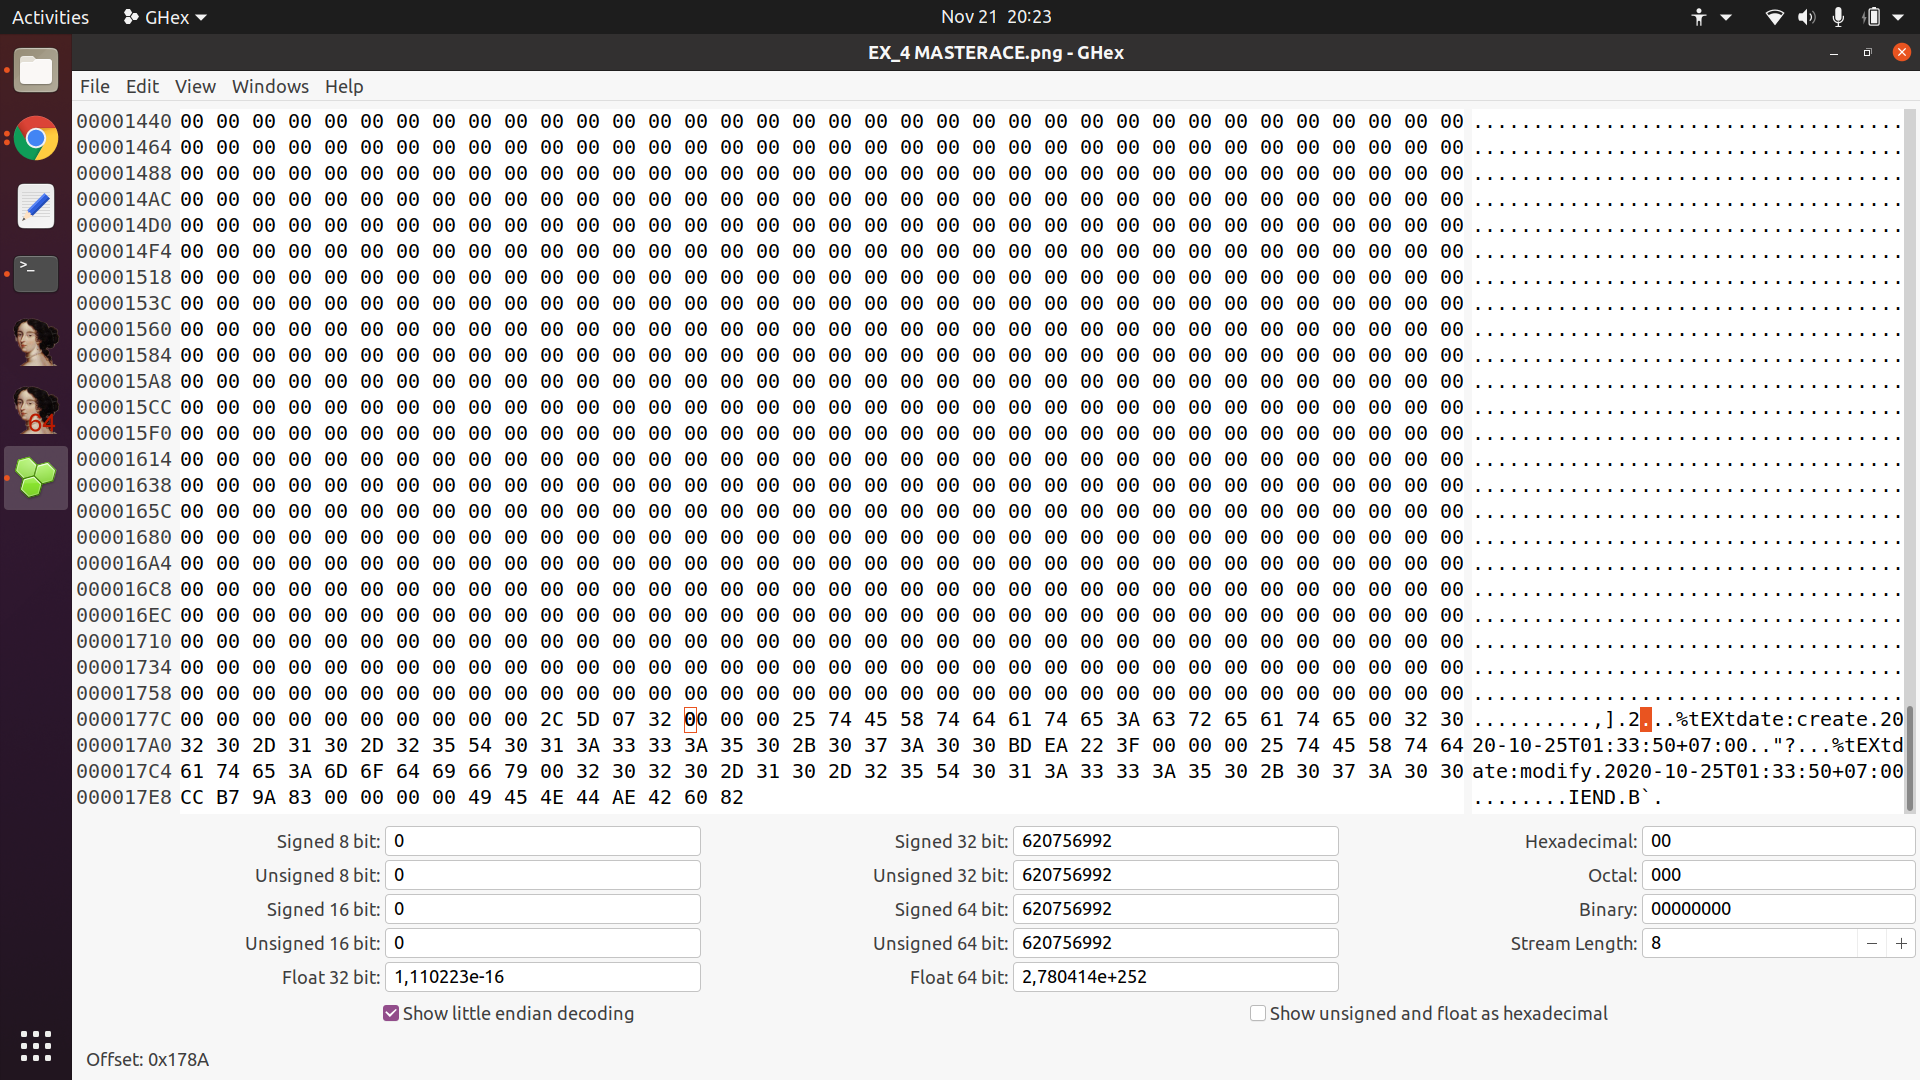 Activities
GHex
Nov 21 20:23
EX_4 MASTERACE.png - GHex
File Edit View Windows Help
00001440 00 00 00 00 00 00 00 00 00 00 00 00 00 00 00 00 00 00 00 00 00 00 00 00 00 00 00 00 00 00 00 00 00 00 00 00 ....................................
00001464 00 00 00 00 00 00 00 00 00 00 00 00 00 00 00 00 00 00 00 00 00 00 00 00 00 00 00 00 00 00 00 00 00 00 00 00 ....................................
00001488 00 00 00 00 00 00 00 00 00 00 00 00 00 00 00 00 00 00 00 00 00 00 00 00 00 00 00 00 00 00 00 00 00 00 00 00 ....................................
000014AC 00 00 00 00 00 00 00 00 00 00 00 00 00 00 00 00 00 00 00 00 00 00 00 00 00 00 00 00 00 00 00 00 00 00 00 00 ....................................
000014D0 00 00 00 00 00 00 00 00 00 00 00 00 00 00 00 00 00 00 00 00 00 00 00 00 00 00 00 00 00 00 00 00 00 00 00 00 ....................................
000014F4 00 00 00 00 00 00 00 00 00 00 00 00 00 00 00 00 00 00 00 00 00 00 00 00 00 00 00 00 00 00 00 00 00 00 00 00 ....................................
00001518 00 00 00 00 00 00 00 00 00 00 00 00 00 00 00 00 00 00 00 00 00 00 00 00 00 00 00 00 00 00 00 00 00 00 00 00 ....................................
0000153C 00 00 00 00 00 00 00 00 00 00 00 00 00 00 00 00 00 00 00 00 00 00 00 00 00 00 00 00 00 00 00 00 00 00 00 00 ....................................
00001560 00 00 00 00 00 00 00 00 00 00 00 00 00 00 00 00 00 00 00 00 00 00 00 00 00 00 00 00 00 00 00 00 00 00 00 00 ....................................
00001584 00 00 00 00 00 00 00 00 00 00 00 00 00 00 00 00 00 00 00 00 00 00 00 00 00 00 00 00 00 00 00 00 00 00 00 00 ....................................
000015A8 00 00 00 00 00 00 00 00 00 00 00 00 00 00 00 00 00 00 00 00 00 00 00 00 00 00 00 00 00 00 00 00 00 00 00 00 ....................................
000015CC 00 00 00 00 00 00 00 00 00 00 00 00 00 00 00 00 00 00 00 00 00 00 00 00 00 00 00 00 00 00 00 00 00 00 00 00 ....................................
000015F0 00 00 00 00 00 00 00 00 00 00 00 00 00 00 00 00 00 00 00 00 00 00 00 00 00 00 00 00 00 00 00 00 00 00 00 00 ....................................
00001614 00 00 00 00 00 00 00 00 00 00 00 00 00 00 00 00 00 00 00 00 00 00 00 00 00 00 00 00 00 00 00 00 00 00 00 00 ....................................
00001638 00 00 00 00 00 00 00 00 00 00 00 00 00 00 00 00 00 00 00 00 00 00 00 00 00 00 00 00 00 00 00 00 00 00 00 00 ....................................
0000165C 00 00 00 00 00 00 00 00 00 00 00 00 00 00 00 00 00 00 00 00 00 00 00 00 00 00 00 00 00 00 00 00 00 00 00 00 ....................................
00001680 00 00 00 00 00 00 00 00 00 00 00 00 00 00 00 00 00 00 00 00 00 00 00 00 00 00 00 00 00 00 00 00 00 00 00 00 ....................................
000016A4 00 00 00 00 00 00 00 00 00 00 00 00 00 00 00 00 00 00 00 00 00 00 00 00 00 00 00 00 00 00 00 00 00 00 00 00 ....................................
000016C8 00 00 00 00 00 00 00 00 00 00 00 00 00 00 00 00 00 00 00 00 00 00 00 00 00 00 00 00 00 00 00 00 00 00 00 00 ....................................
000016EC 00 00 00 00 00 00 00 00 00 00 00 00 00 00 00 00 00 00 00 00 00 00 00 00 00 00 00 00 00 00 00 00 00 00 00 00 ....................................
00001710 00 00 00 00 00 00 00 00 00 00 00 00 00 00 00 00 00 00 00 00 00 00 00 00 00 00 00 00 00 00 00 00 00 00 00 00 ....................................
00001734 00 00 00 00 00 00 00 00 00 00 00 00 00 00 00 00 00 00 00 00 00 00 00 00 00 00 00 00 00 00 00 00 00 00 00 00 ....................................
00001758 00 00 00 00 00 00 00 00 00 00 00 00 00 00 00 00 00 00 00 00 00 00 00 00 00 00 00 00 00 00 00 00 00 00 00 00 ....................................
0000177C 00 00 00 00 00 00 00 00 00 00 2C 5D 07 32 00 00 00 25 74 45 58 74 64 61 74 65 3A 63 72 65 61 74 65 00 32 30 ..........,].2...%tEXtdate:create.20
000017A0 32 30 2D 31 30 2D 32 35 54 30 31 3A 33 33 3A 35 30 2B 30 37 3A 30 30 BD EA 22 3F 00 00 00 25 74 45 58 74 64 20-10-25T01:33:50+07:00.."?...%tEXtd
000017C4 61 74 65 3A 6D 6F 64 69 66 79 00 32 30 32 30 2D 31 30 2D 32 35 54 30 31 3A 33 33 3A 35 30 2B 30 37 3A 30 30 ate:modify.2020-10-25T01:33:50+07:00
000017E8 CC B7 9A 83 00 00 00 00 49 45 4E 44 AE 42 60 82 ........IEND.B`.
Signed 8 bit: 0 Signed 32 bit: 620756992 Hexadecimal: 00
Unsigned 8 bit: 0 Unsigned 32 bit: 620756992 Octal: 000
Signed 16 bit: 0 Signed 64 bit: 620756992 Binary: 00000000
Unsigned 16 bit: 0 Unsigned 64 bit: 620756992 Stream Length: 8 − +
Float 32 bit: 1,110223e-16 Float 64 bit: 2,780414e+252
Show little endian decoding Show unsigned and float as hexadecimal
Offset: 0x178A
>_
64